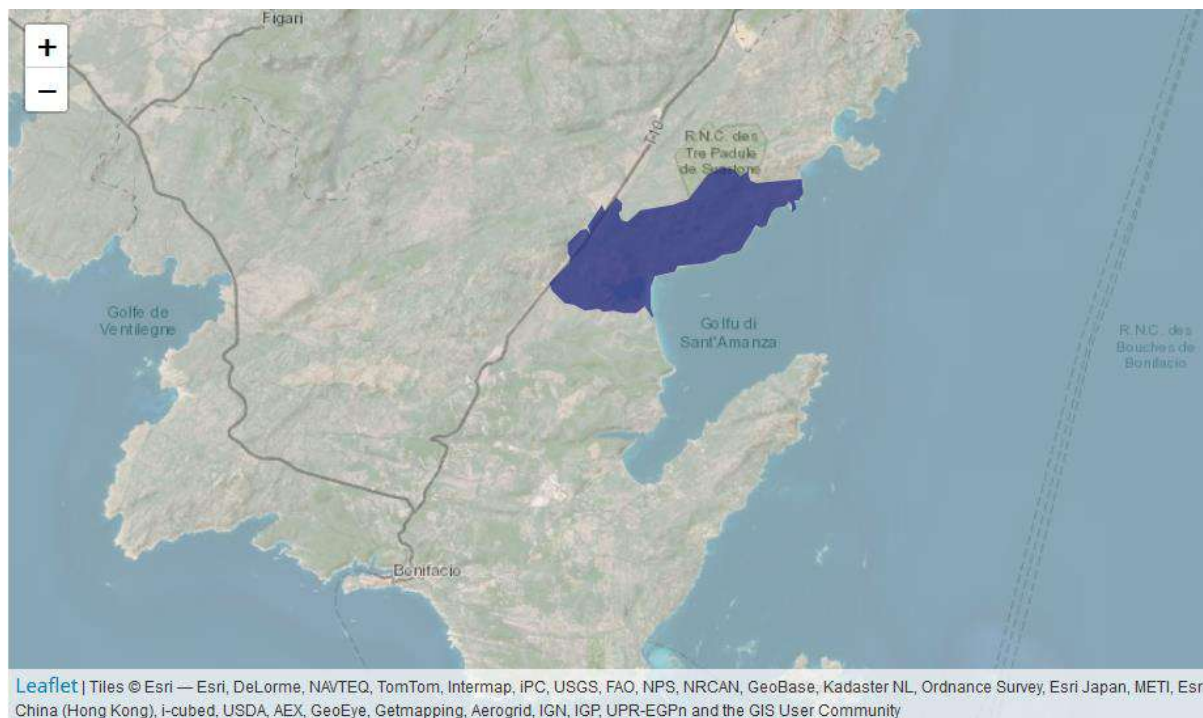 Figari
+
−
T-10
R.N.C. des
Tre Padule
de Suartone
Golfe de
Ventilegne
Golfu di
Sant'Amanza
R.N.C. des
Bouches de
Bonifacio
Bonifacio
Leaflet | Tiles © Esri — Esri, DeLorme, NAVTEQ, TomTom, Intermap, iPC, USGS, FAO, NPS, NRCAN, GeoBase, Kadaster NL, Ordnance Survey, Esri Japan, METI, Esri
China (Hong Kong), i-cubed, USDA, AEX, GeoEye, Getmapping, Aerogrid, IGN, IGP, UPR-EGPn and the GIS User Community